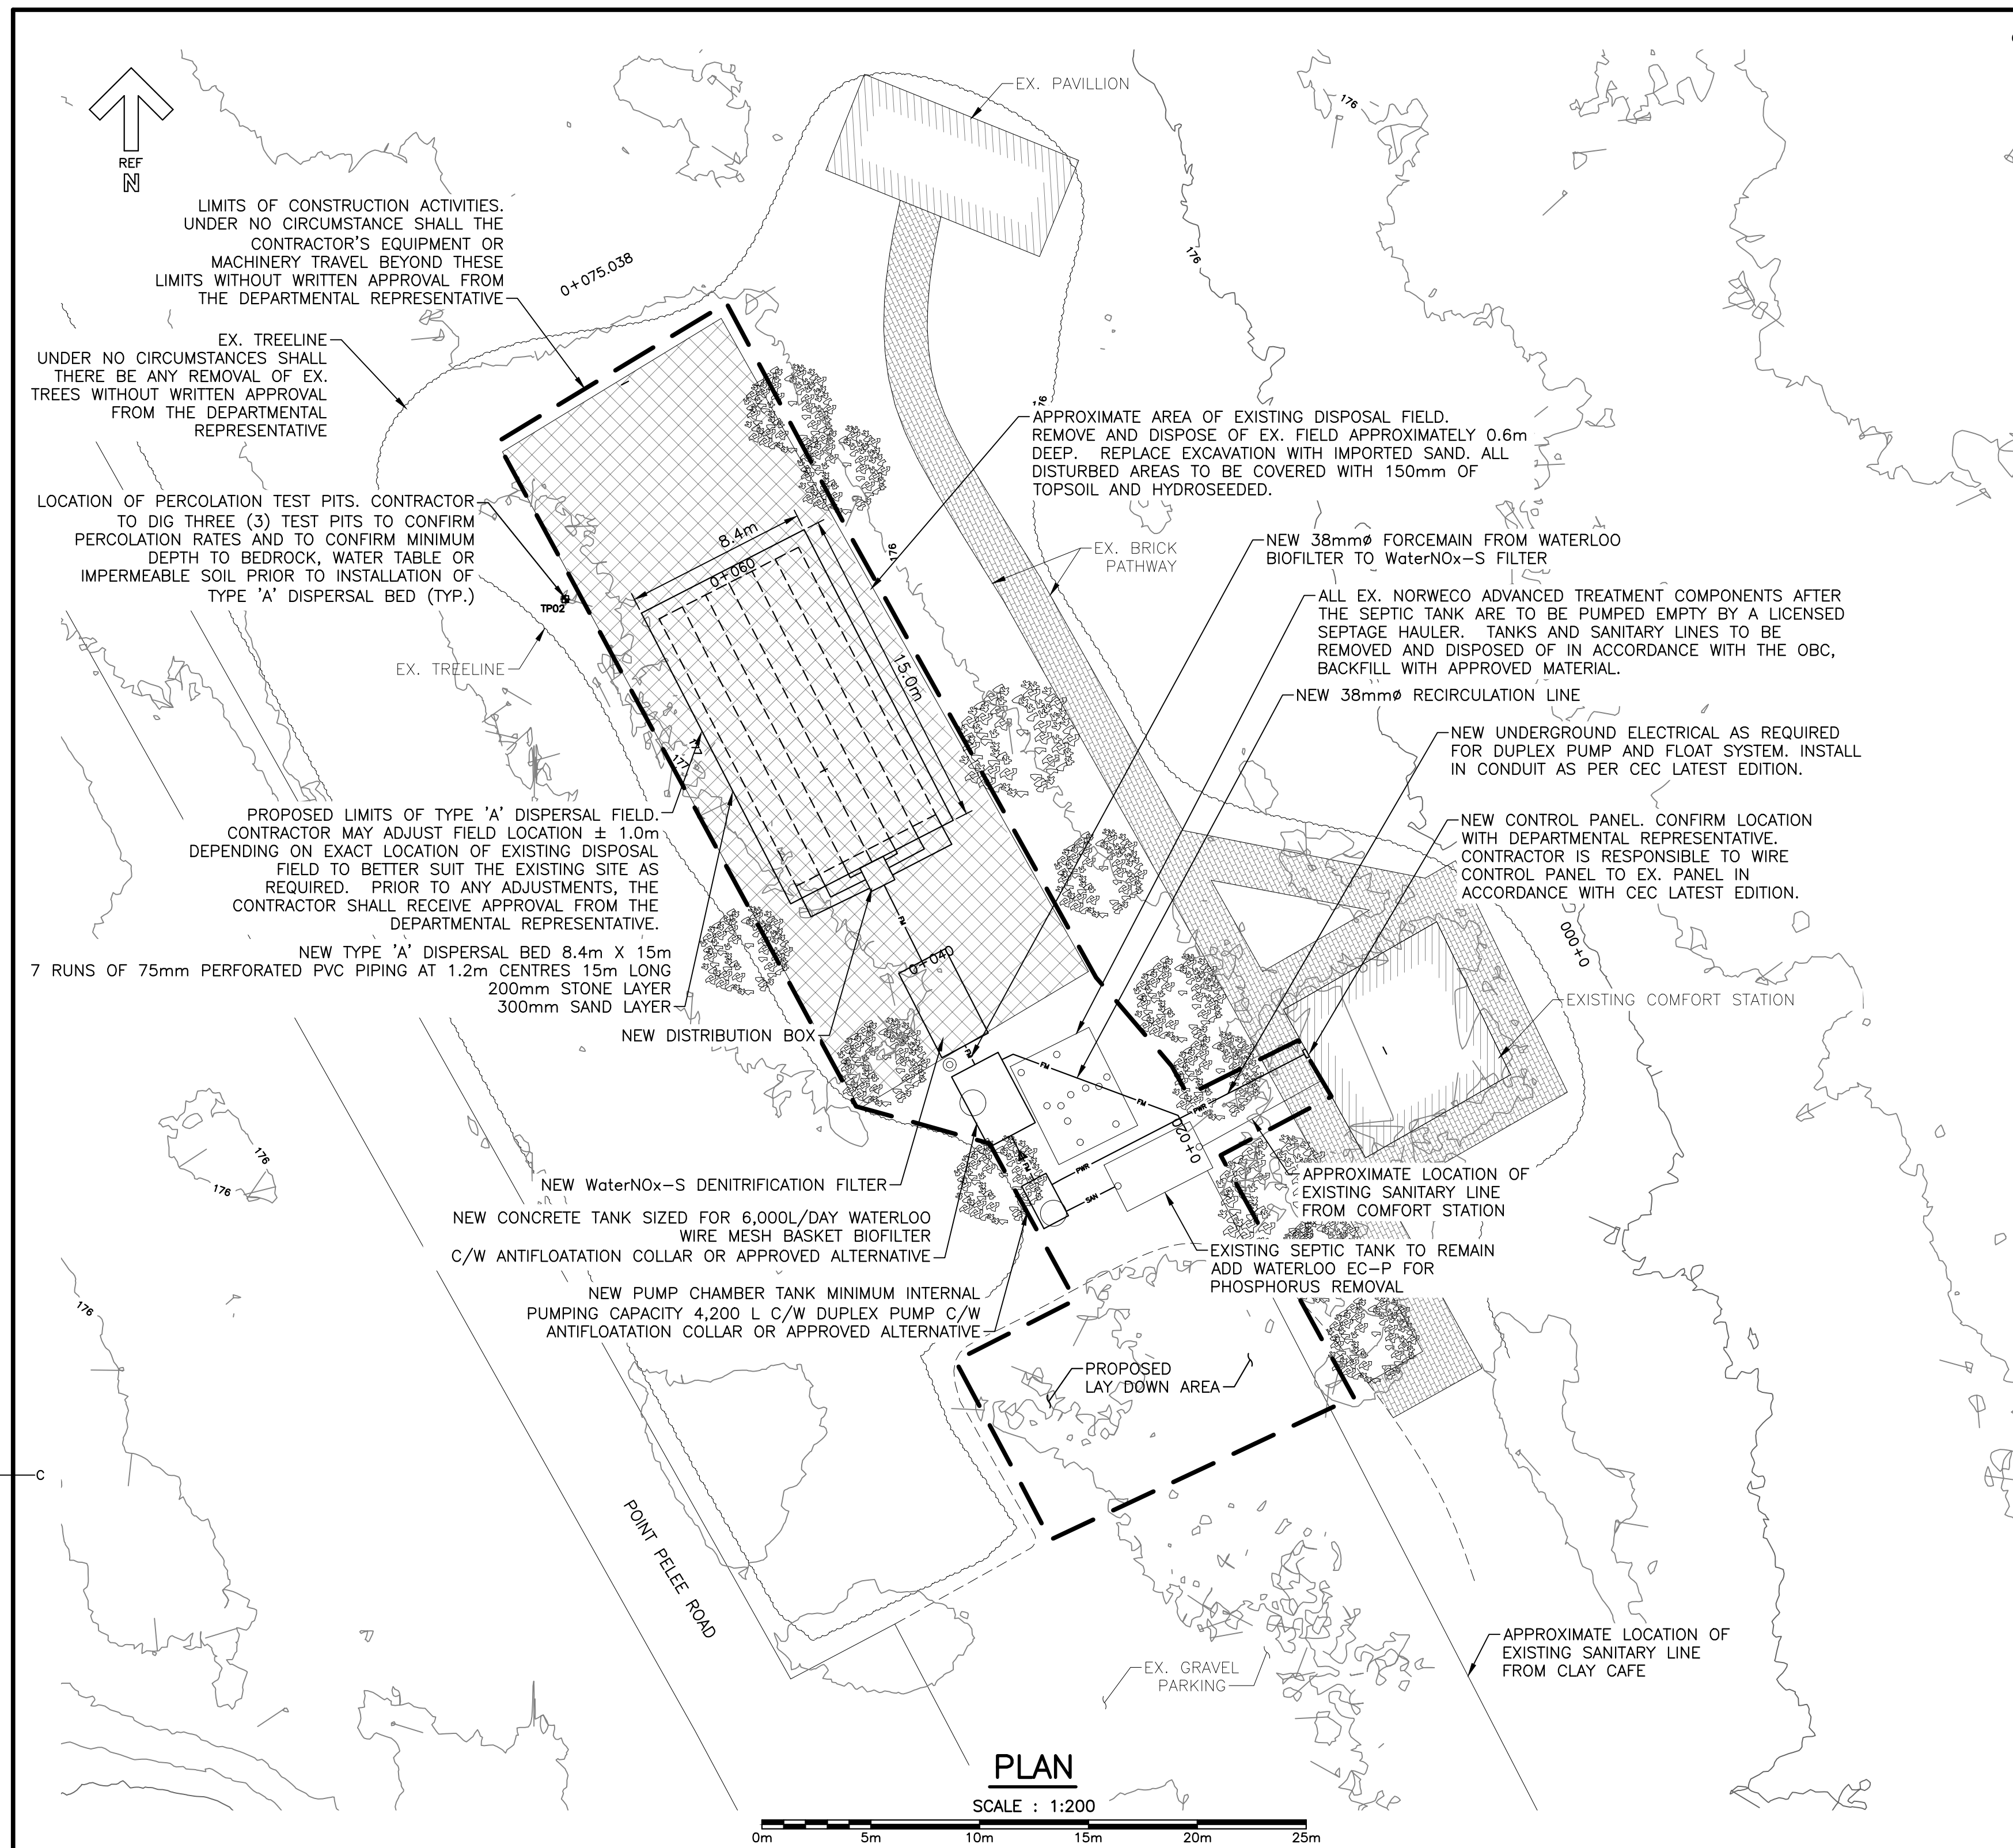 REF
N
EX. PAVILLION
176
176
LIMITS OF CONSTRUCTION ACTIVITIES.
UNDER NO CIRCUMSTANCE SHALL THE
CONTRACTOR'S EQUIPMENT OR
MACHINERY TRAVEL BEYOND THESE
LIMITS WITHOUT WRITTEN APPROVAL FROM
THE DEPARTMENTAL REPRESENTATIVE
0+075.038
EX. TREELINE
UNDER NO CIRCUMSTANCES SHALL
THERE BE ANY REMOVAL OF EX.
TREES WITHOUT WRITTEN APPROVAL
FROM THE DEPARTMENTAL
REPRESENTATIVE
176
APPROXIMATE AREA OF EXISTING DISPOSAL FIELD.
REMOVE AND DISPOSE OF EX. FIELD APPROXIMATELY 0.6m
DEEP. REPLACE EXCAVATION WITH IMPORTED SAND. ALL
DISTURBED AREAS TO BE COVERED WITH 150mm OF
TOPSOIL AND HYDROSEEDED.
LOCATION OF PERCOLATION TEST PITS. CONTRACTOR
TO DIG THREE (3) TEST PITS TO CONFIRM
PERCOLATION RATES AND TO CONFIRM MINIMUM
DEPTH TO BEDROCK, WATER TABLE OR
IMPERMEABLE SOIL PRIOR TO INSTALLATION OF
TYPE 'A' DISPERSAL BED (TYP.)
TP02
8.4m
0+060
176
15.0m
EX. BRICK
PATHWAY
NEW 38mmø FORCEMAIN FROM WATERLOO
BIOFILTER TO WaterNOx-S FILTER
ALL EX. NORWECO ADVANCED TREATMENT COMPONENTS AFTER
THE SEPTIC TANK ARE TO BE PUMPED EMPTY BY A LICENSED
SEPTAGE HAULER. TANKS AND SANITARY LINES TO BE
REMOVED AND DISPOSED OF IN ACCORDANCE WITH THE OBC,
BACKFILL WITH APPROVED MATERIAL.
EX. TREELINE
NEW 38mmø RECIRCULATION LINE
NEW UNDERGROUND ELECTRICAL AS REQUIRED
FOR DUPLEX PUMP AND FLOAT SYSTEM. INSTALL
IN CONDUIT AS PER CEC LATEST EDITION.
177
177
PROPOSED LIMITS OF TYPE 'A' DISPERSAL FIELD.
CONTRACTOR MAY ADJUST FIELD LOCATION ± 1.0m
DEPENDING ON EXACT LOCATION OF EXISTING DISPOSAL
FIELD TO BETTER SUIT THE EXISTING SITE AS
REQUIRED. PRIOR TO ANY ADJUSTMENTS, THE
CONTRACTOR SHALL RECEIVE APPROVAL FROM THE
DEPARTMENTAL REPRESENTATIVE.
NEW CONTROL PANEL. CONFIRM LOCATION
WITH DEPARTMENTAL REPRESENTATIVE.
CONTRACTOR IS RESPONSIBLE TO WIRE
CONTROL PANEL TO EX. PANEL IN
ACCORDANCE WITH CEC LATEST EDITION.
NEW TYPE 'A' DISPERSAL BED 8.4m X 15m
7 RUNS OF 75mm PERFORATED PVC PIPING AT 1.2m CENTRES 15m LONG
200mm STONE LAYER
300mm SAND LAYER
FM
0+040
0+000
EXISTING COMFORT STATION
NEW DISTRIBUTION BOX
FM
FM
FM
PWR
0+020
FM
PWR
SAN
176
176
NEW WaterNOx-S DENITRIFICATION FILTER
APPROXIMATE LOCATION OF
EXISTING SANITARY LINE
FROM COMFORT STATION
NEW CONCRETE TANK SIZED FOR 6,000L/DAY WATERLOO
WIRE MESH BASKET BIOFILTER
C/W ANTIFLOATATION COLLAR OR APPROVED ALTERNATIVE
EXISTING SEPTIC TANK TO REMAIN
ADD WATERLOO EC-P FOR
PHOSPHORUS REMOVAL
NEW PUMP CHAMBER TANK MINIMUM INTERNAL
PUMPING CAPACITY 4,200 L C/W DUPLEX PUMP C/W
ANTIFLOATATION COLLAR OR APPROVED ALTERNATIVE
176
PROPOSED
LAY DOWN AREA
C
POINT PELEE ROAD
APPROXIMATE LOCATION OF
EXISTING SANITARY LINE
FROM CLAY CAFE
EX. GRAVEL
PARKING
PLAN
SCALE : 1:200
0m 5m 10m 15m 20m 25m